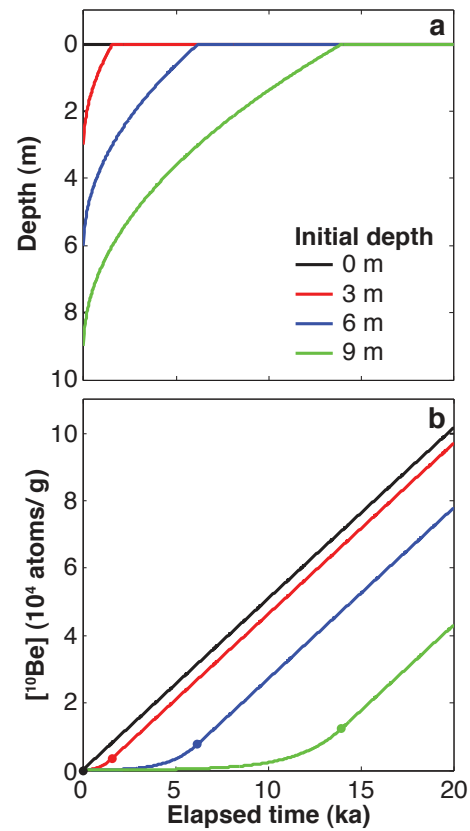 a
0
2
4
6
8
10
Depth (m)
Initial depth
0 m
3 m
6 m
9 m
b
10
8
6
4
2
0
[¹⁰Be] (10⁴ atoms/ g)
0 5 10 15 20
Elapsed time (ka)